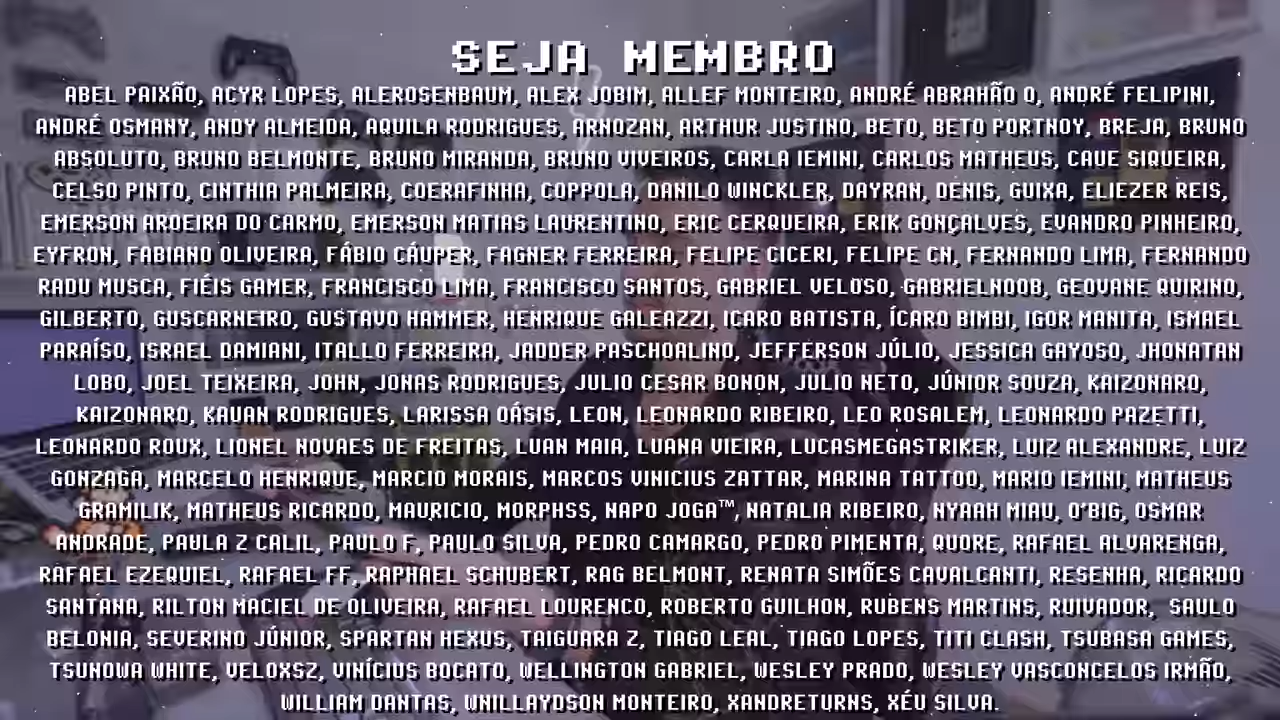 SEJA MEMBRO
ABEL PAIXÃO, ACYR LOPES, ALEROSENBAUM, ALEX JOBIM, ALLEF MONTEIRO, ANDRÉ ABRAHÃO O, ANDRÉ FELIPINI,
ANDRÉ OSMANY, ANDY ALMEIDA, AQUILA RODRIGUES, ARNOZAN, ARTHUR JUSTINO, BETO, BETO PORTNOY, BREJA, BRUNO
ABSOLUTO, BRUNO BELMONTE, BRUNO MIRANDA, BRUNO VIVEIROS, CARLA IEMINI, CARLOS MATHEUS, CAUE SIQUEIRA,
CELSO PINTO, CINTHIA PALMEIRA, COERAFINHA, COPPOLA, DANILO WINCKLER, DAYRAN, DENIS, GUIXA, ELIEZER REIS,
EMERSON AROEIRA DO CARMO, EMERSON MATIAS LAURENTINO, ERIC CERQUEIRA, ERIK GONÇALVES, EVANDRO PINHEIRO,
EYFRON, FABIANO OLIVEIRA, FÁBIO CÁUPER, FAGNER FERREIRA, FELIPE CICERI, FELIPE CN, FERNANDO LIMA, FERNANDO
RADU MUSCA, FIÉIS GAMER, FRANCISCO LIMA, FRANCISCO SANTOS, GABRIEL VELOSO, GABRIELNOOB, GEOVANE QUIRINO,
GILBERTO, GUSCARNEIRO, GUSTAVO HAMMER, HENRIQUE GALEAZZI, ICARO BATISTA, ÍCARO BIMBI, IGOR MANITA, ISMAEL
PARAÍSO, ISRAEL DAMIANI, ITALLO FERREIRA, JADDER PASCHOALINO, JEFFERSON JÚLIO, JESSICA GAYOSO, JHONATAN
LOBO, JOEL TEIXEIRA, JOHN, JONAS RODRIGUES, JULIO CESAR BONON, JULIO NETO, JÚNIOR SOUZA, KAIZONARO,
KAIZONARO, KAUAN RODRIGUES, LARISSA OÁSIS, LEON, LEONARDO RIBEIRO, LEO ROSALEM, LEONARDO PAZETTI,
LEONARDO ROUX, LIONEL NOVAES DE FREITAS, LUAN MAIA, LUANA VIEIRA, LUCASMEGASTRIKER, LUIZ ALEXANDRE, LUIZ
GONZAGA, MARCELO HENRIQUE, MARCIO MORAIS, MARCOS VINICIUS ZATTAR, MARINA TATTOO, MARIO IEMINI, MATHEUS
GRAMILIK, MATHEUS RICARDO, MAURICIO, MORPHSS, NAPO JOGA™, NATALIA RIBEIRO, NYAAH MIAU, O'BIG, OSMAR
ANDRADE, PAULA Z CALIL, PAULO F, PAULO SILVA, PEDRO CAMARGO, PEDRO PIMENTA, QUORE, RAFAEL ALVARENGA,
RAFAEL EZEQUIEL, RAFAEL FF, RAPHAEL SCHUBERT, RAG BELMONT, RENATA SIMÕES CAVALCANTI, RESENHA, RICARDO
SANTANA, RILTON MACIEL DE OLIVEIRA, RAFAEL LOURENCO, ROBERTO GUILHON, RUBENS MARTINS, RUIVADOR, SAULO
BELONIA, SEVERINO JÚNIOR, SPARTAN HEXUS, TAIGUARA Z, TIAGO LEAL, TIAGO LOPES, TITI CLASH, TSUBASA GAMES,
TSUNOWA WHITE, VELOXSZ, VINÍCIUS BOCATO, WELLINGTON GABRIEL, WESLEY PRADO, WESLEY VASCONCELOS IRMÃO,
WILLIAM DANTAS, WNILLAYDSON MONTEIRO, XANDRETURNS, XÉU SILVA.